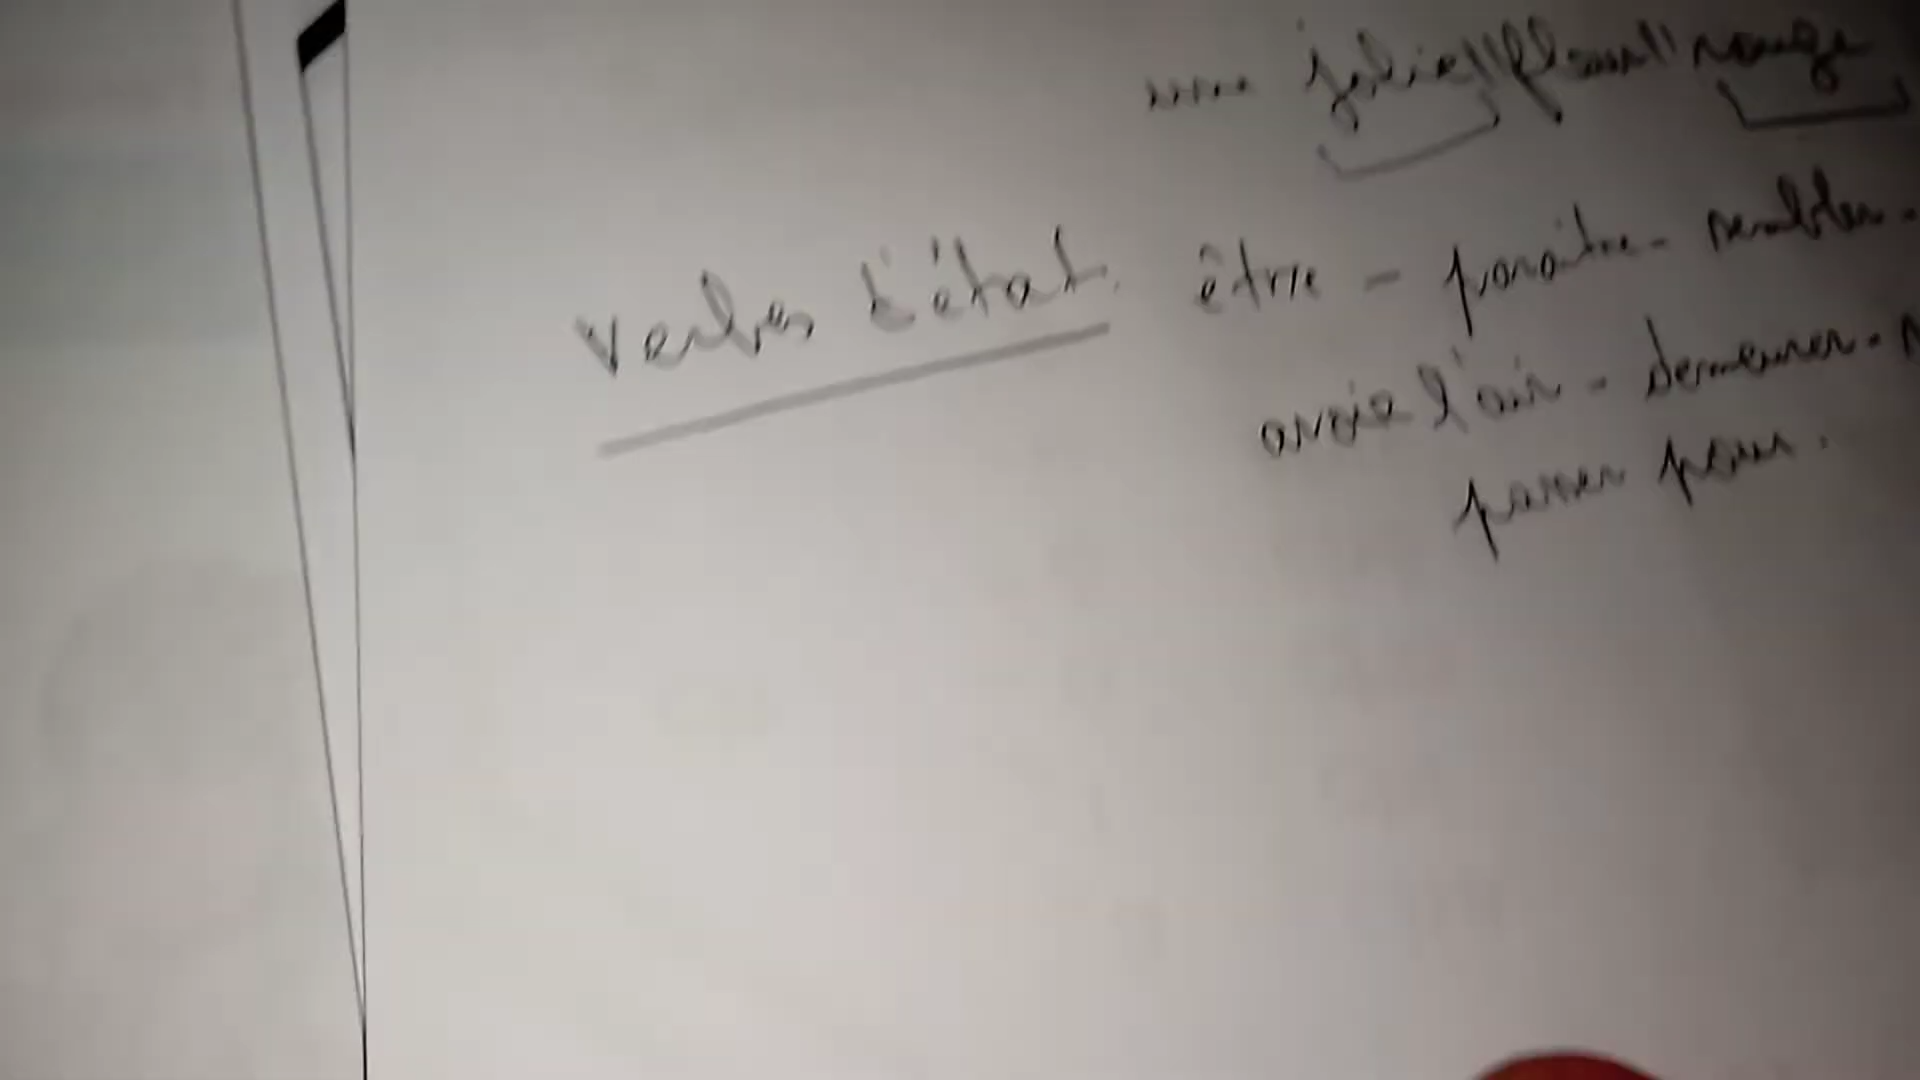 une jolie fleur rouge
Verbes d'état être - paraître - sembler -
avoir l'air - demeurer -
passer pour.